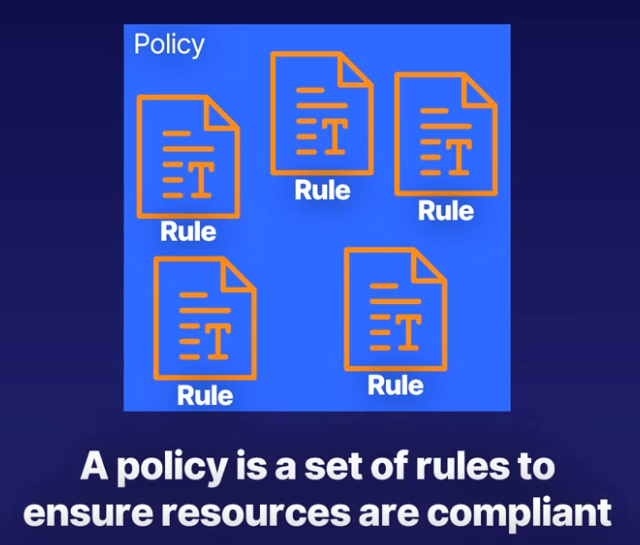 Policy
Rule
Rule
Rule
Rule
Rule
A policy is a set of rules to
ensure resources are compliant